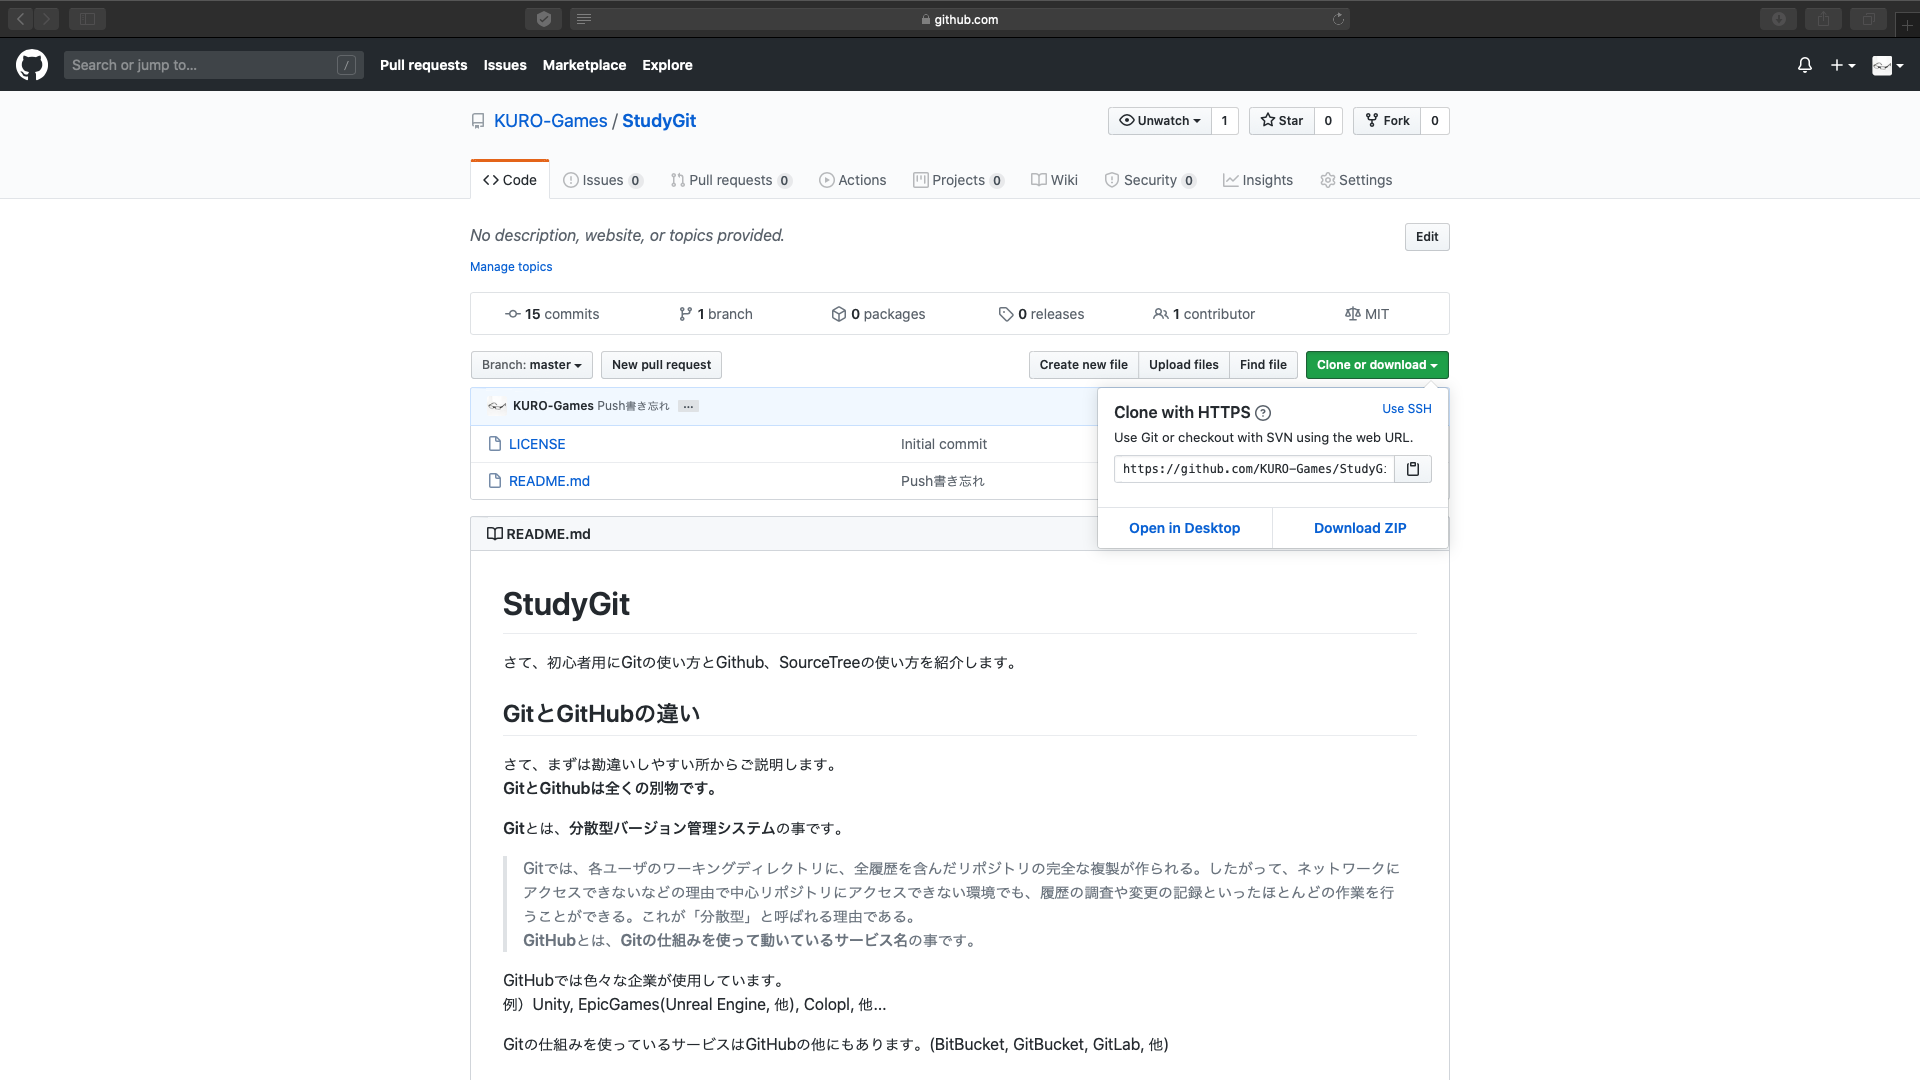 github.com
Search or jump to... /
Pull requests Issues Marketplace Explore
KURO-Games / StudyGit
Unwatch 1 Star 0 Fork 0
Code Issues 0 Pull requests 0 Actions Projects 0 Wiki Security 0 Insights Settings
No description, website, or topics provided.
Edit
Manage topics
15 commits 1 branch 0 packages 0 releases 1 contributor MIT
Branch: master New pull request Create new file Upload files Find file Clone or download
KURO-Games Push書き忘れ ...
LICENSE Initial commit
README.md Push書き忘れ
Clone with HTTPS ? Use SSH
Use Git or checkout with SVN using the web URL.
https://github.com/KURO-Games/StudyG
Open in Desktop Download ZIP
README.md
StudyGit
さて、初心者用にGitの使い方とGithub、SourceTreeの使い方を紹介します。
GitとGitHubの違い
さて、まずは勘違いしやすい所からご説明します。
GitとGithubは全くの別物です。
Gitとは、分散型バージョン管理システムの事です。
Gitでは、各ユーザのワーキングディレクトリに、全履歴を含んだリポジトリの完全な複製が作られる。したがって、ネットワークに
アクセスできないなどの理由で中心リポジトリにアクセスできない環境でも、履歴の調査や変更の記録といったほとんどの作業を行
うことができる。これが「分散型」と呼ばれる理由である。
GitHubとは、Gitの仕組みを使って動いているサービス名の事です。
GitHubでは色々な企業が使用しています。
例）Unity, EpicGames(Unreal Engine, 他), Colopl, 他...
Gitの仕組みを使っているサービスはGitHubの他にもあります。(BitBucket, GitBucket, GitLab, 他)